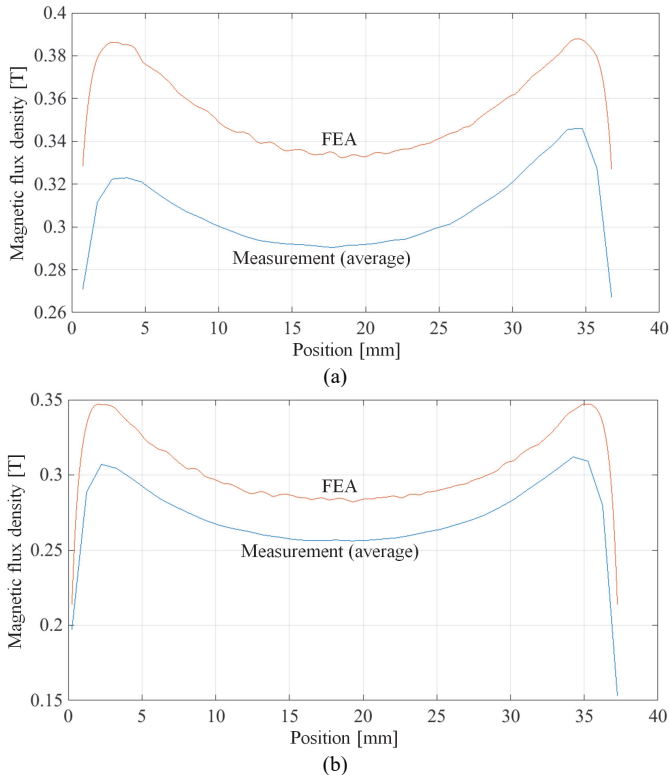 0.4
0.38
0.36
0.34
0.32
0.3
0.28
0.26
Magnetic flux density [T]
FEA
Measurement (average)
0 5 10 15 20 25 30 35 40
Position [mm]
(a)
0.35
0.3
0.25
0.2
0.15
Magnetic flux density [T]
FEA
Measurement (average)
0 5 10 15 20 25 30 35 40
Position [mm]
(b)